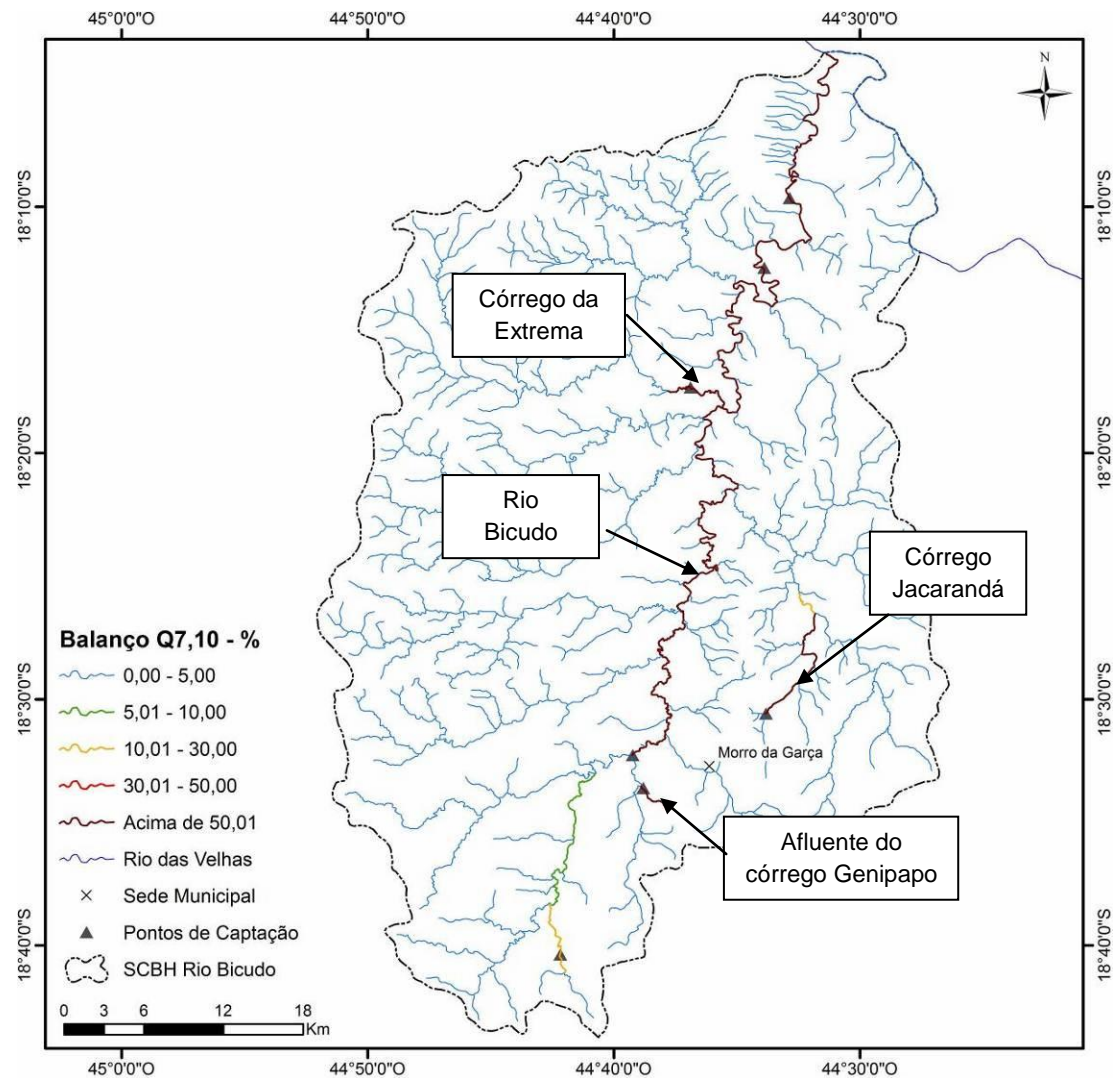 45°0'0"O 44°50'0"O 44°40'0"O 44°30'0"O
N
18°10'0"S 18°10'0"S
Córrego da
Extrema
18°20'0"S 18°20'0"S
Rio
Bicudo
Córrego
Jacarandá
Balanço Q7,10 - %
0,00 - 5,00
5,01 - 10,00
10,01 - 30,00
30,01 - 50,00
Acima de 50,01
Rio das Velhas
Sede Municipal
Pontos de Captação
SCBH Rio Bicudo
18°30'0"S 18°30'0"S
Morro da Garça
Afluente do
córrego Genipapo
18°40'0"S 18°40'0"S
0 3 6 12 18
Km
45°0'0"O 44°50'0"O 44°40'0"O 44°30'0"O